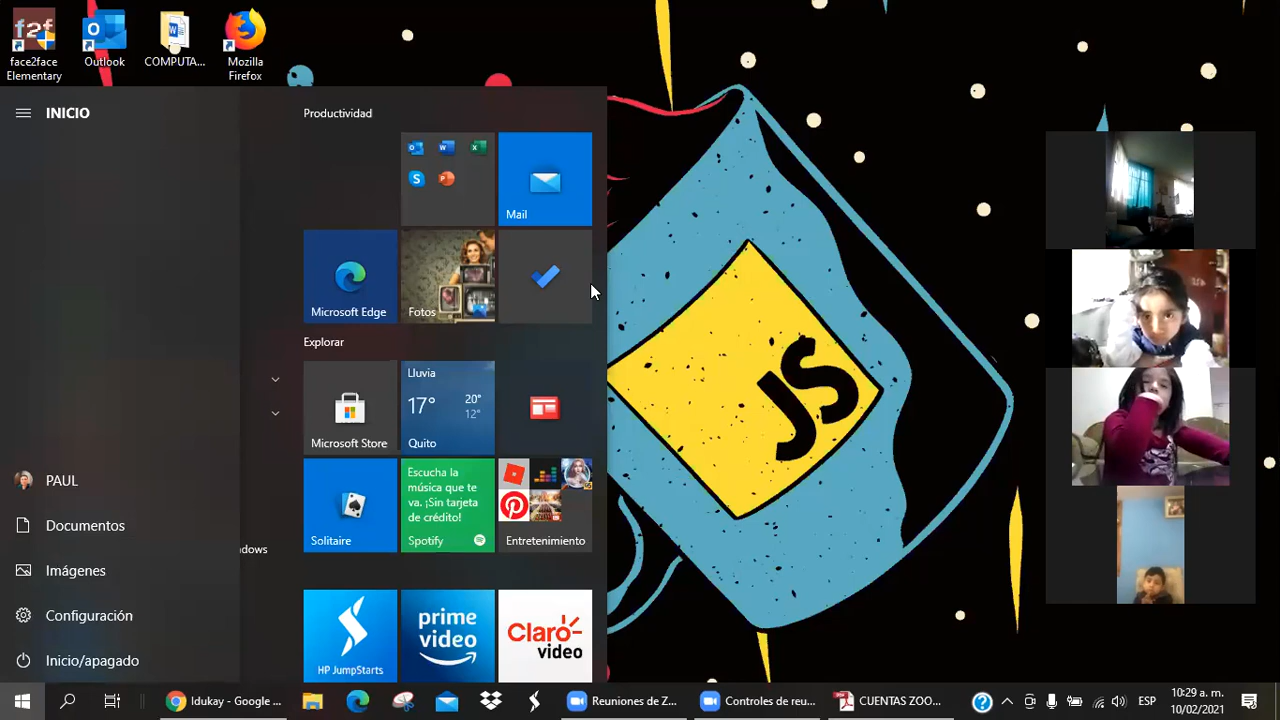 f2f
face2face
Elementary
Outlook
COMPUTA...
Mozilla
Firefox
INICIO
Productividad
Mail
Microsoft Edge
Fotos
Explorar
Microsoft Store
Lluvia
17°
20°
12°
Quito
Solitaire
Escucha la
música que te
va. ¡Sin tarjeta
de crédito!
Spotify
Entretenimiento
HP JumpStarts
prime
video
Claro
video
PAUL
Documentos
Imágenes
Configuración
Inicio/apagado
ndows
JS
Idukay - Google ...
Reuniones de Z...
Controles de reu...
CUENTAS ZOO...
ESP
10:29 a. m.
10/02/2021